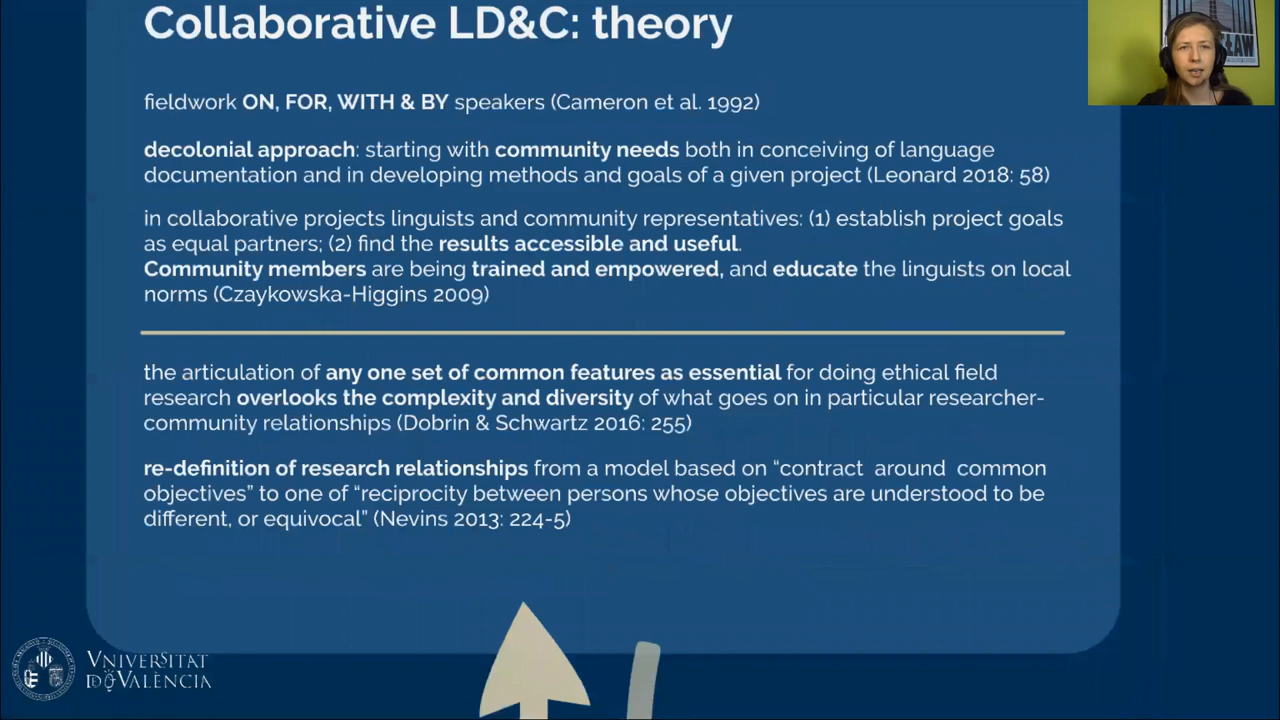 Collaborative LD&C: theory
fieldwork ON, FOR, WITH & BY speakers (Cameron et al. 1992)
decolonial approach: starting with community needs both in conceiving of language
documentation and in developing methods and goals of a given project (Leonard 2018: 58)
in collaborative projects linguists and community representatives: (1) establish project goals
as equal partners; (2) find the results accessible and useful.
Community members are being trained and empowered, and educate the linguists on local
norms (Czaykowska-Higgins 2009)
the articulation of any one set of common features as essential for doing ethical field
research overlooks the complexity and diversity of what goes on in particular researcher-
community relationships (Dobrin & Schwartz 2016: 255)
re-definition of research relationships from a model based on “contract around common
objectives” to one of “reciprocity between persons whose objectives are understood to be
different, or equivocal” (Nevins 2013: 224-5)
VNIVERSITAT
DE VALÈNCIA